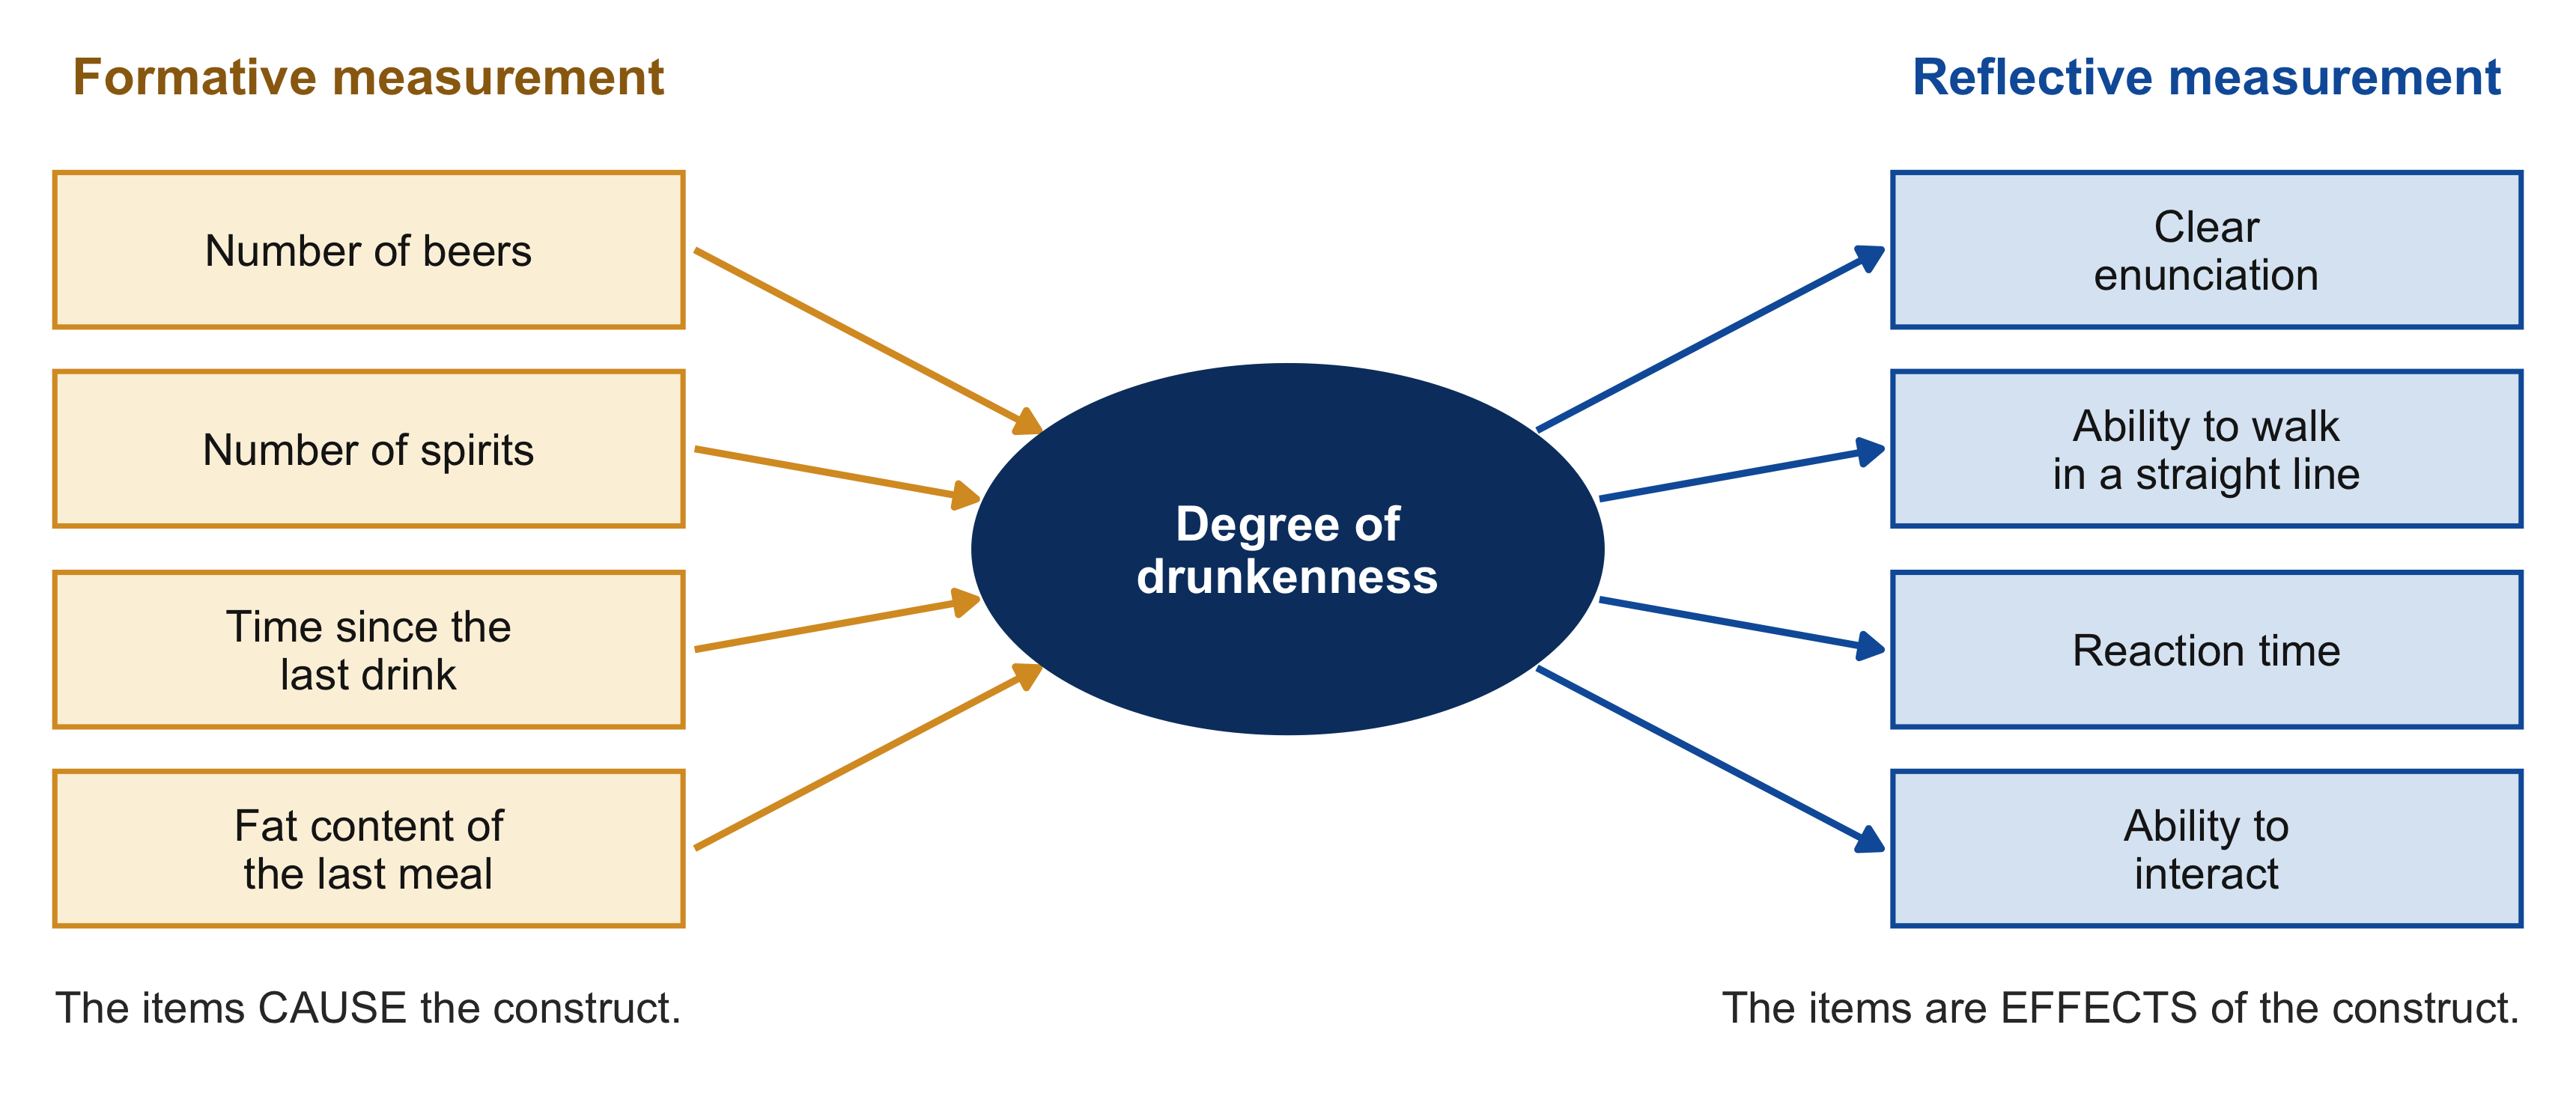 Formative measurement
Reflective measurement
Number of beers
Number of spirits
Time since the
last drink
Fat content of
the last meal
Degree of
drunkenness
Clear
enunciation
Ability to walk
in a straight line
Reaction time
Ability to
interact
The items CAUSE the construct.
The items are EFFECTS of the construct.